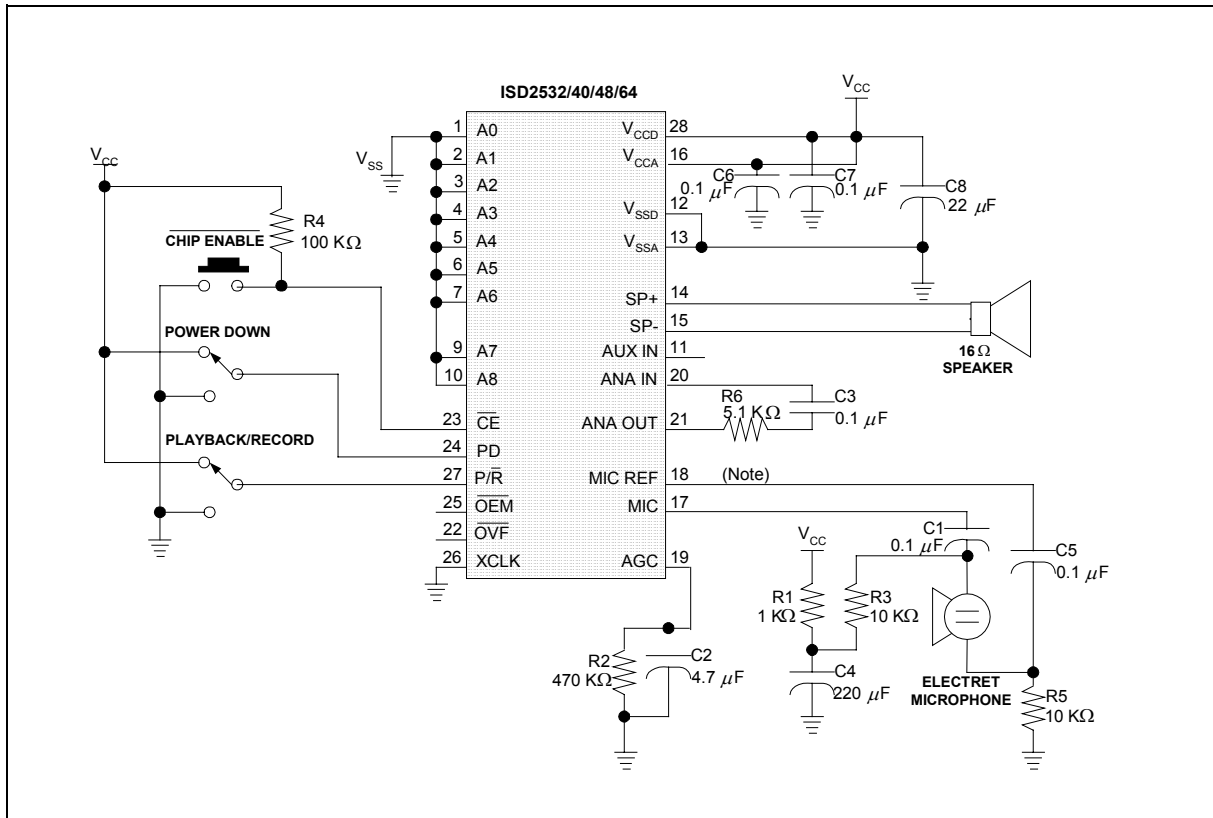 ISD2532/40/48/64
V_CC
V_CC
V_SS
1 A0
2 A1
3 A2
4 A3
5 A4
6 A5
7 A6
9 A7
10 A8
23 C̅E̅
24 PD
27 P/R̅
25 O̅E̅M̅
22 O̅V̅F̅
26 XCLK
V_CCD 28
V_CCA 16
V_SSD 12
V_SSA 13
SP+ 14
SP- 15
AUX IN 11
ANA IN 20
ANA OUT 21
MIC REF 18
MIC 17
AGC 19
R4
100 KΩ
C̅H̅I̅P̅ E̅N̅A̅B̅L̅E̅
POWER DOWN
PLAYBACK/RECORD
C6
0.1 μF
C7
0.1 μF
C8
22 μF
16Ω
SPEAKER
R6
5.1 KΩ
C3
0.1 μF
(Note)
C1
0.1 μF
C5
0.1 μF
V_CC
R1
1 KΩ
R3
10 KΩ
R2
470 KΩ
C2
4.7 μF
C4
220 μF
ELECTRET
MICROPHONE
R5
10 KΩ